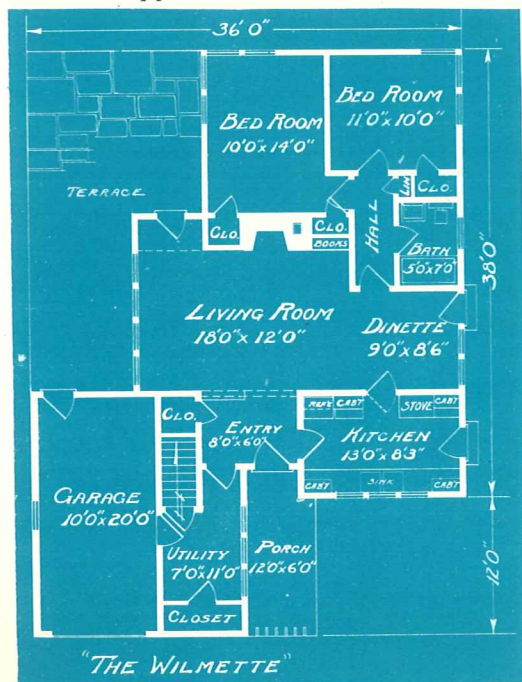 36'0"
BED ROOM
10'0" x 14'0"
BED ROOM
11'0" x 10'0"
TERRACE
CLO.
CLO.
BOOKS
HALL
LIN
CLO.
BATH
5'0" x 7'0"
38'0"
LIVING ROOM
18'0" x 12'0"
DINETTE
9'0" x 8'6"
CLO.
ENTRY
8'0" x 6'0"
CABT
STOVE
CABT
KITCHEN
13'0" x 8'3"
CABT
SINK
CABT
GARAGE
10'0" x 20'0"
UTILITY
7'0" x 11'0"
PORCH
12'0" x 6'0"
12'0"
CLOSET
"THE WILMETTE"